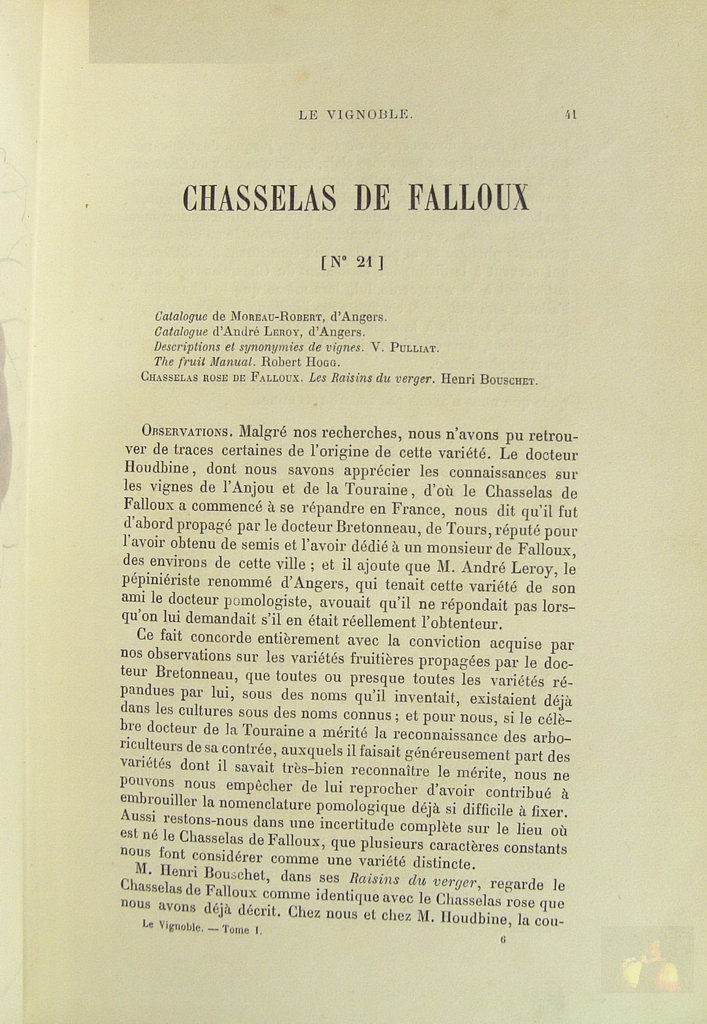 LE VIGNOBLE. 41
CHASSELAS DE FALLOUX
[N° 21]
Catalogue de MOREAU-ROBERT, d'Angers.
Catalogue d'André LEROY, d'Angers.
Descriptions et synonymies de vignes. V. PULLIAT.
The fruit Manual. Robert HOGG.
CHASSELAS ROSE DE FALLOUX. Les Raisins du verger. Henri BOUSCHET.
OBSERVATIONS. Malgré nos recherches, nous n'avons pu retrou-
ver de traces certaines de l'origine de cette variété. Le docteur
Houdbine, dont nous savons apprécier les connaissances sur
les vignes de l'Anjou et de la Touraine, d'où le Chasselas de
Falloux a commencé à se répandre en France, nous dit qu'il fut
d'abord propagé par le docteur Bretonneau, de Tours, réputé pour
l'avoir obtenu de semis et l'avoir dédié à un monsieur de Falloux,
des environs de cette ville ; et il ajoute que M. André Leroy, le
pépiniériste renommé d'Angers, qui tenait cette variété de son
ami le docteur pomologiste, avouait qu'il ne répondait pas lors-
qu'on lui demandait s'il en était réellement l'obtenteur.
Ce fait concorde entièrement avec la conviction acquise par
nos observations sur les variétés fruitières propagées par le doc-
teur Bretonneau, que toutes ou presque toutes les variétés ré-
pandues par lui, sous des noms qu'il inventait, existaient déjà
dans les cultures sous des noms connus ; et pour nous, si le célè-
bre docteur de la Touraine a mérité la reconnaissance des arbo-
riculteurs de sa contrée, auxquels il faisait généreusement part des
variétés dont il savait très-bien reconnaître le mérite, nous ne
pouvons nous empêcher de lui reprocher d'avoir contribué à
embrouiller la nomenclature pomologique déjà si difficile à fixer.
Aussi restons-nous dans une incertitude complète sur le lieu où
est né le Chasselas de Falloux, que plusieurs caractères constants
nous font considérer comme une variété distincte.
M. Henri Bouschet, dans ses Raisins du verger, regarde le
Chasselas de Falloux comme identique avec le Chasselas rose que
nous avons déjà décrit. Chez nous et chez M. Houdbine, la cou-
Le Vignoble. — Tome I. 6